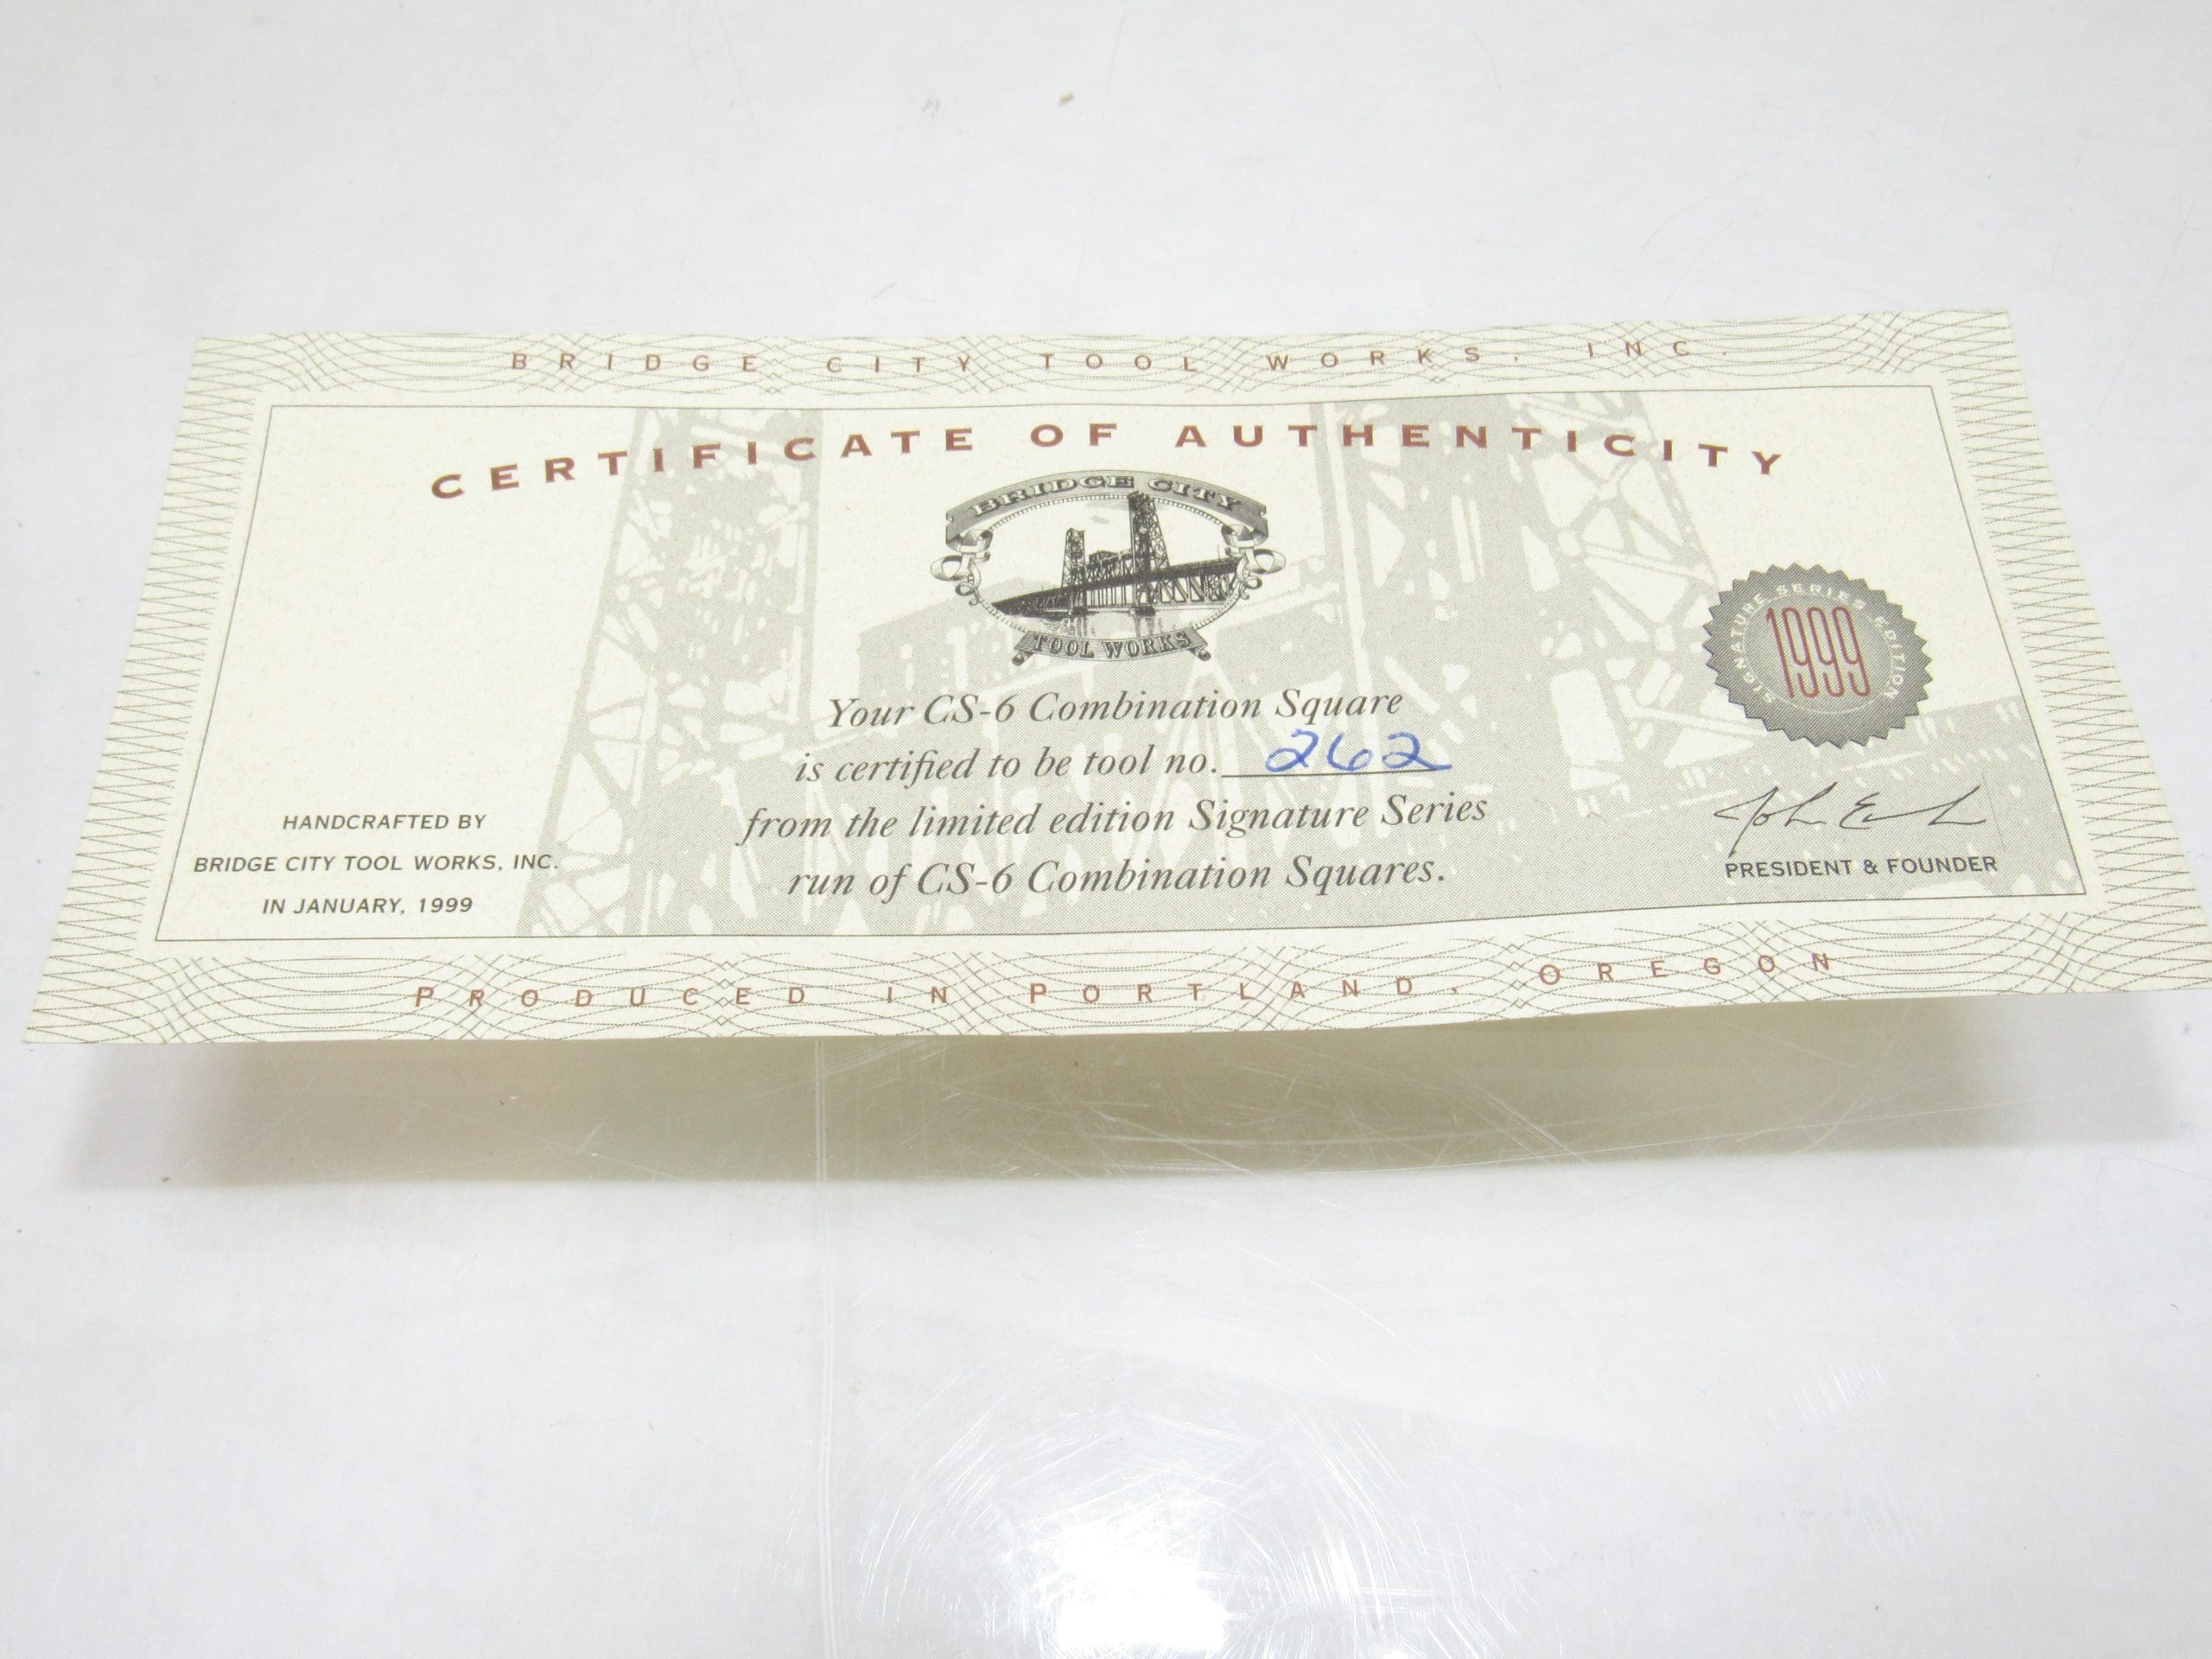 BRIDGE CITY TOOL WORKS, INC.
CERTIFICATE OF AUTHENTICITY
BRIDGE CITY
TOOL WORKS
SIGNATURE SERIES EDITION
1999
Your CS-6 Combination Square
is certified to be tool no. 262
from the limited edition Signature Series
run of CS-6 Combination Squares.
HANDCRAFTED BY
BRIDGE CITY TOOL WORKS, INC.
IN JANUARY, 1999
PRESIDENT & FOUNDER
PRODUCED IN PORTLAND, OREGON